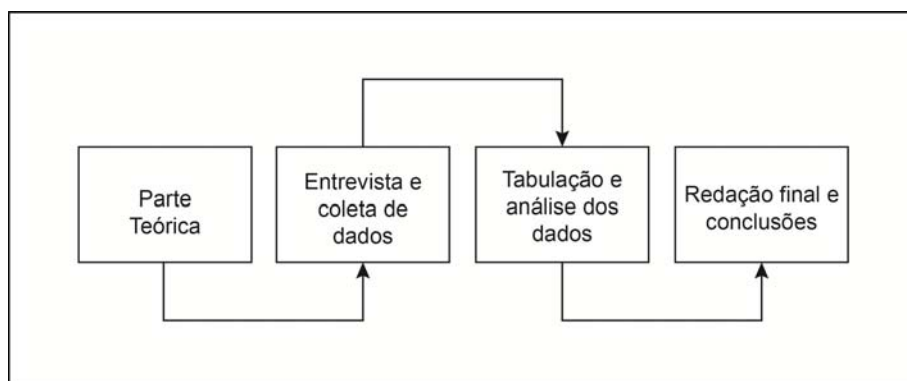 Parte
Teórica
Entrevista e
coleta de
dados
Tabulação e
análise dos
dados
Redação final e
conclusões